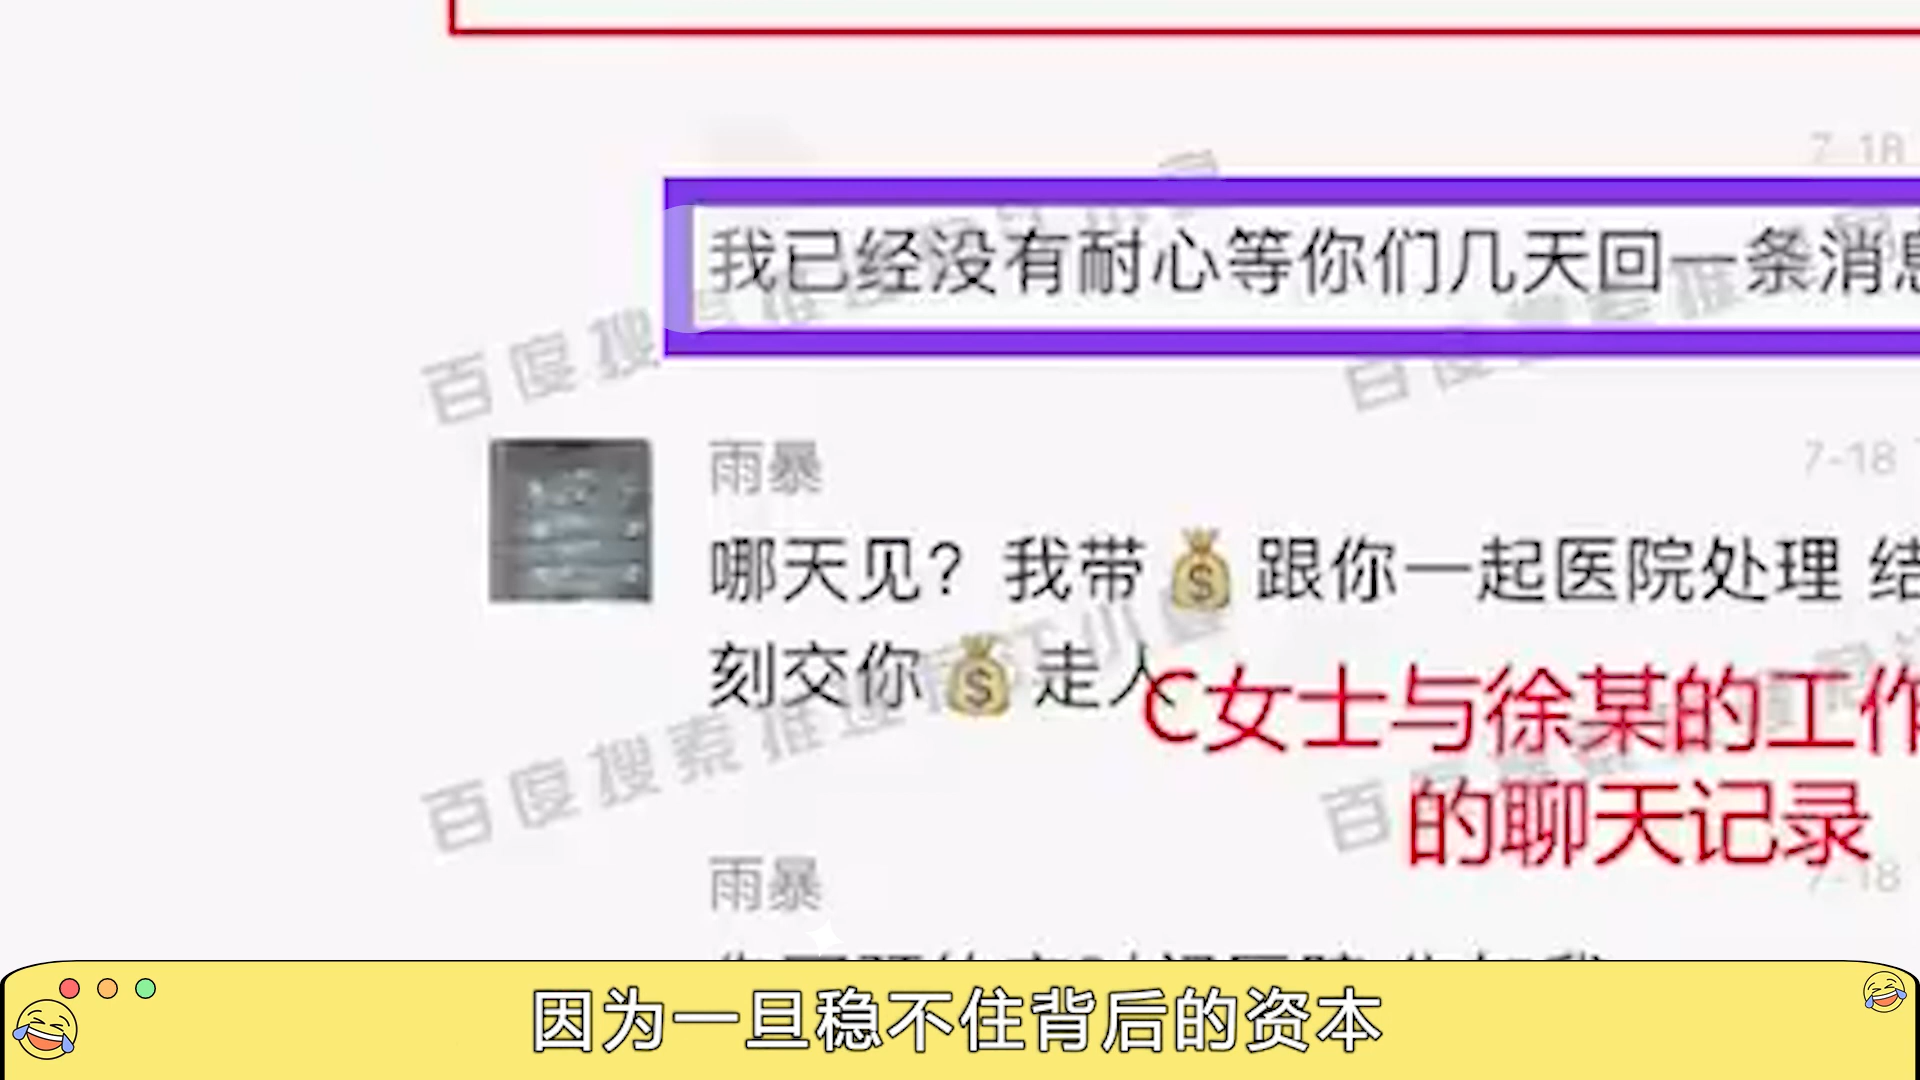 7-18
我已经没有耐心等你们几天回一条消息
雨暴
7-18
哪天见？我带💰跟你一起医院处理 结
刻交你💰走人
C女士与徐某的工作
的聊天记录
雨暴
7-18
因为一旦稳不住背后的资本